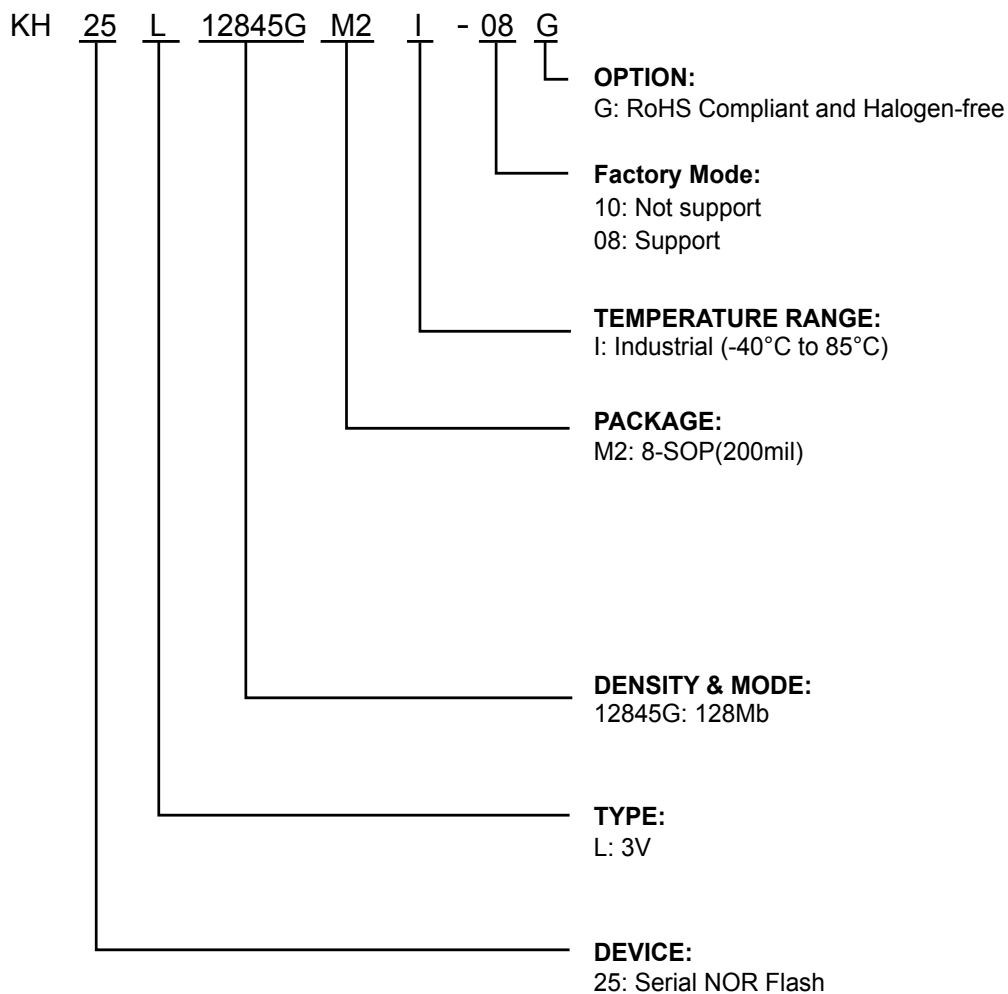 KH 25 L 12845G M2 I - 08 G
OPTION:
G: RoHS Compliant and Halogen-free
Factory Mode:
10: Not support
08: Support
TEMPERATURE RANGE:
I: Industrial (-40°C to 85°C)
PACKAGE:
M2: 8-SOP(200mil)
DENSITY & MODE:
12845G: 128Mb
TYPE:
L: 3V
DEVICE:
25: Serial NOR Flash